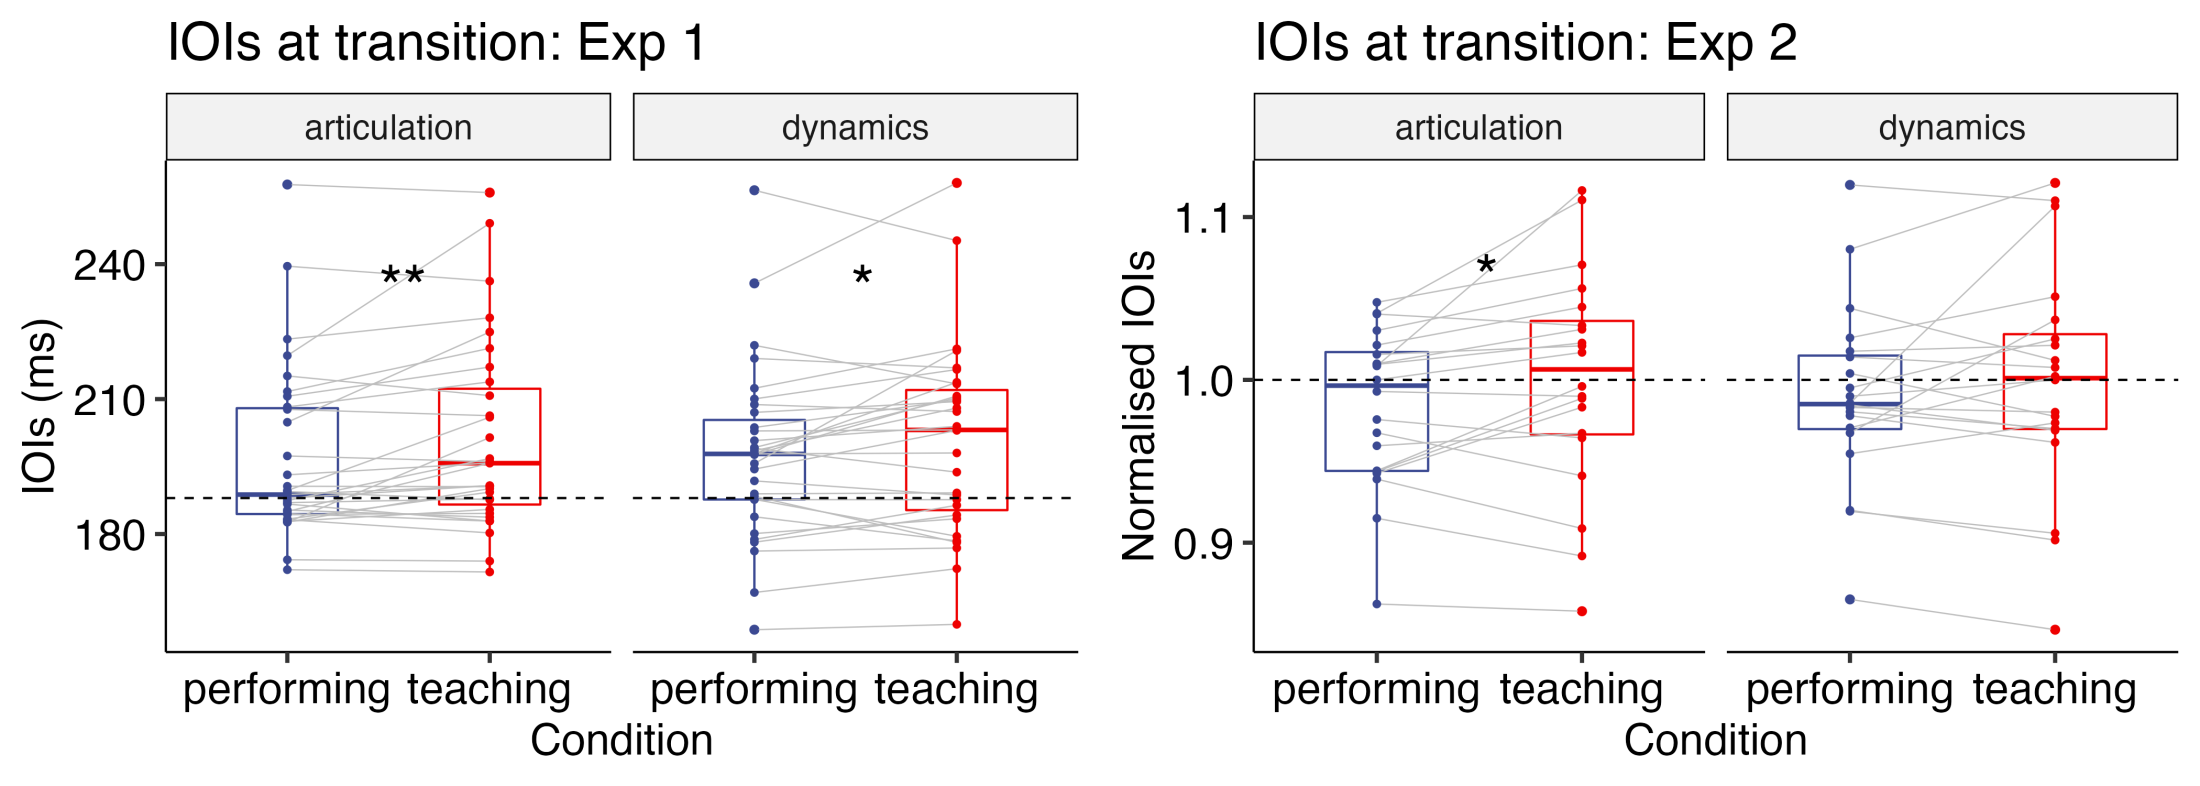 IOIs at transition: Exp 1
articulation
dynamics
IOIs (ms)
240
210
180
**
*
performing
teaching
performing
teaching
Condition
IOIs at transition: Exp 2
articulation
dynamics
Normalised IOIs
1.1
1.0
0.9
*
performing
teaching
performing
teaching
Condition